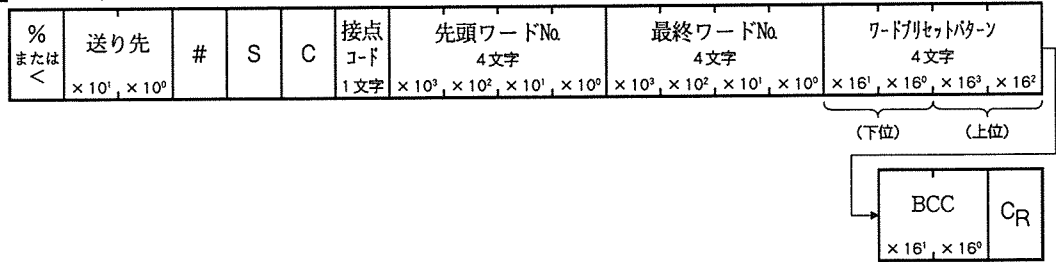 % または <
送り先
× 10¹ × 10⁰
#
S
C
接点コード
1文字
先頭ワードNo.
4文字
× 10³ × 10² × 10¹ × 10⁰
最終ワードNo.
4文字
× 10³ × 10² × 10¹ × 10⁰
ワードプリセットパターン
4文字
× 16¹ × 16⁰ × 16³ × 16²
(下位)
(上位)
BCC
× 16¹ × 16⁰
CR